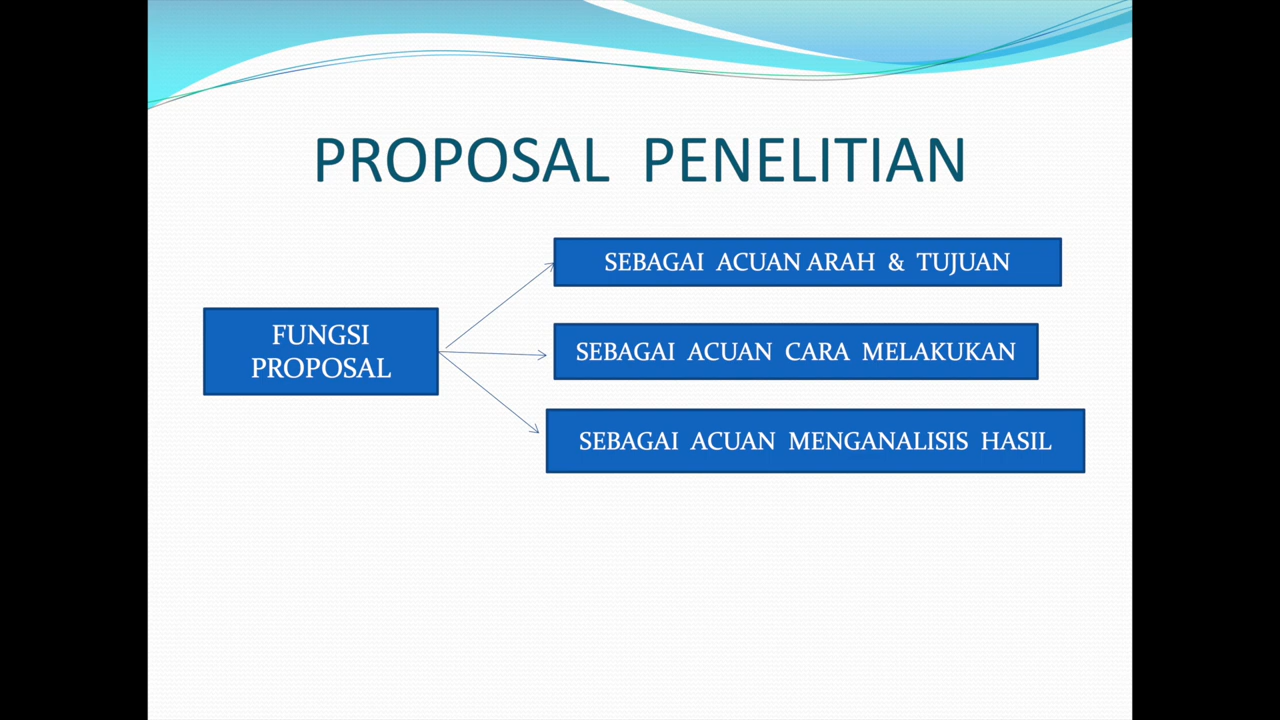 PROPOSAL PENELITIAN
FUNGSI
PROPOSAL
SEBAGAI ACUAN ARAH & TUJUAN
SEBAGAI ACUAN CARA MELAKUKAN
SEBAGAI ACUAN MENGANALISIS HASIL